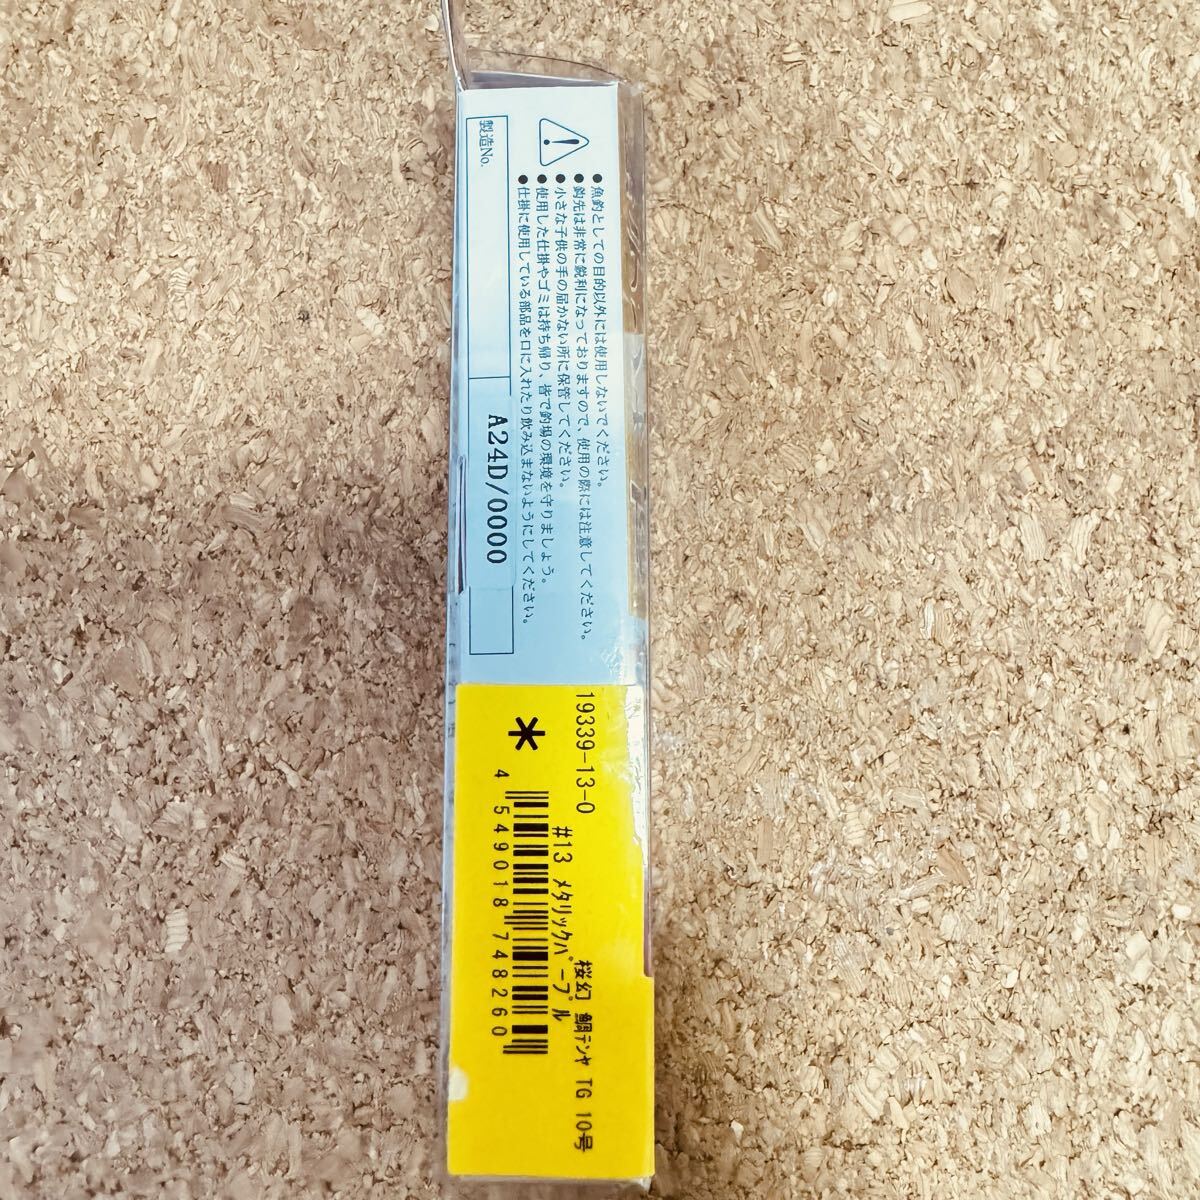 ●魚釣としての目的以外には使用しないでください。
●鈎先は非常に鋭利になっておりますので、使用の際には注意してください。
●小さな子供の手の届かない所に保管してください。
●使用した仕掛やゴミは持ち帰り、皆で釣場の環境を守りましょう。
●仕掛に使用している部品を口に入れたり飲み込まないようにしてください。
製造No.
A24D/0000
19339-13-0
桜幻 鯛テンヤ TG 10号
#13 メタリックパープル
*
4 549018 748260